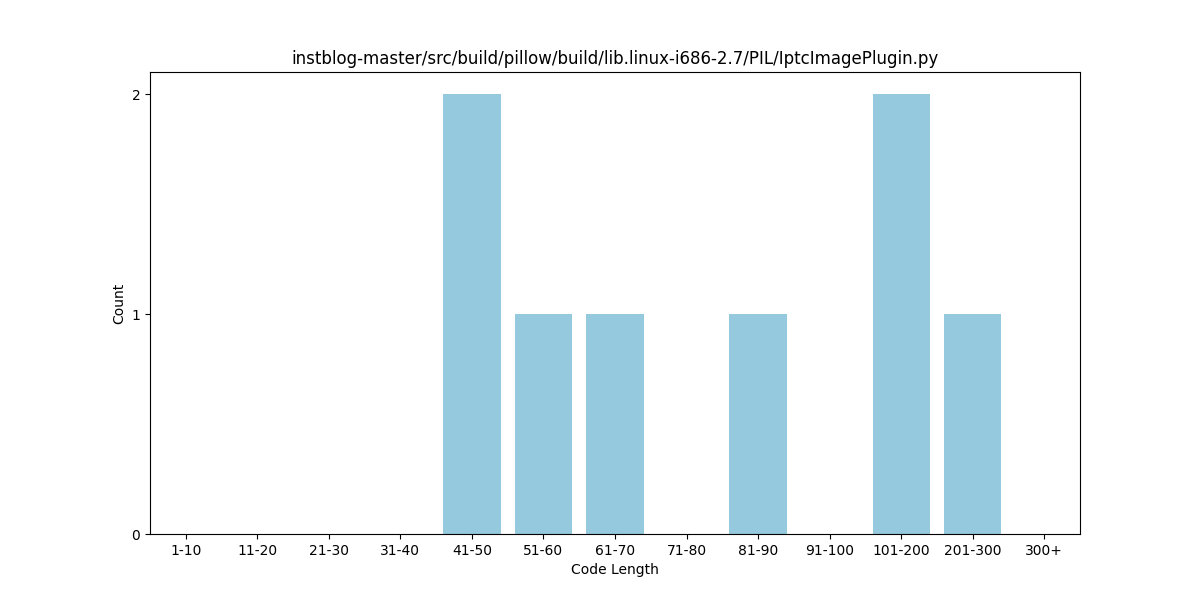 instblog-master/src/build/pillow/build/lib.linux-i686-2.7/PIL/IptcImagePlugin.py
2
1
0
Count
1-10 11-20 21-30 31-40 41-50 51-60 61-70 71-80 81-90 91-100 101-200 201-300 300+
Code Length